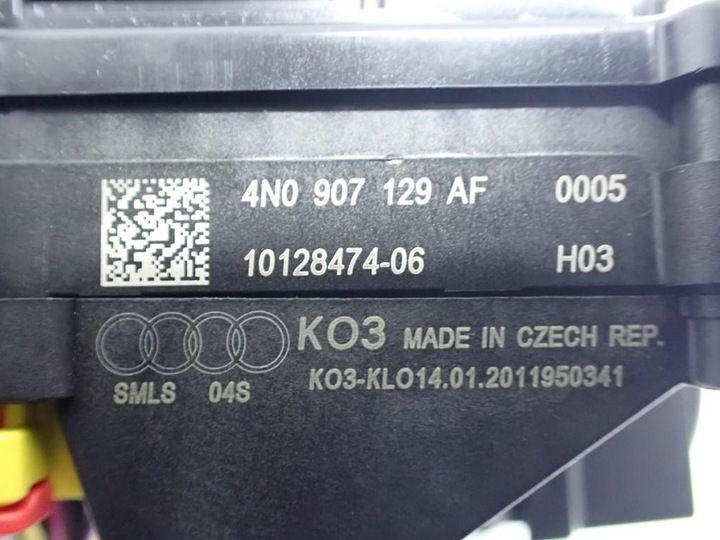 4N0 907 129 AF 0005
10128474-06 H03
KO3 MADE IN CZECH REP.
SMLS 04S
KO3-KLO14.01.2011950341